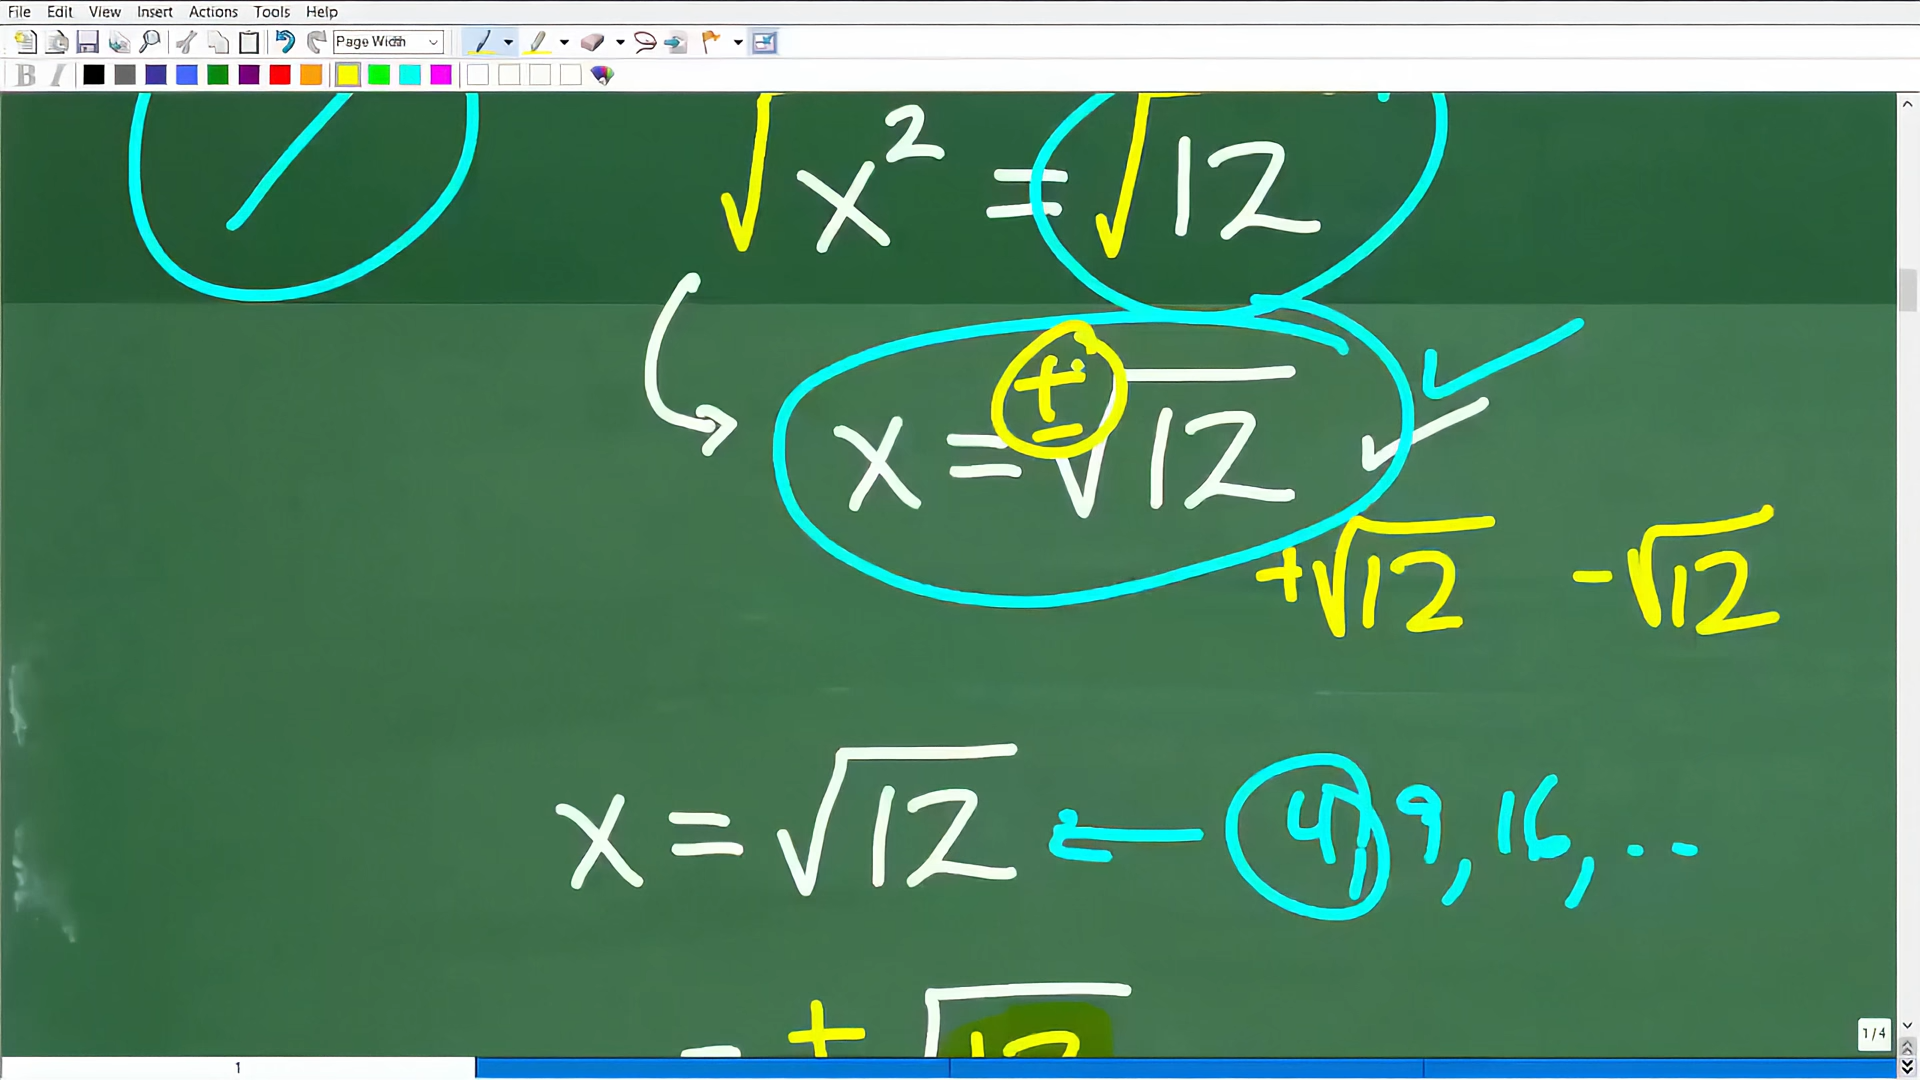 File Edit View Insert Actions Tools Help
Page Width
B I
√x² = √12
x = ±√12
+√12 -√12
x = √12 ← 4, 9, 16, ...
= ± √12
1/4
1